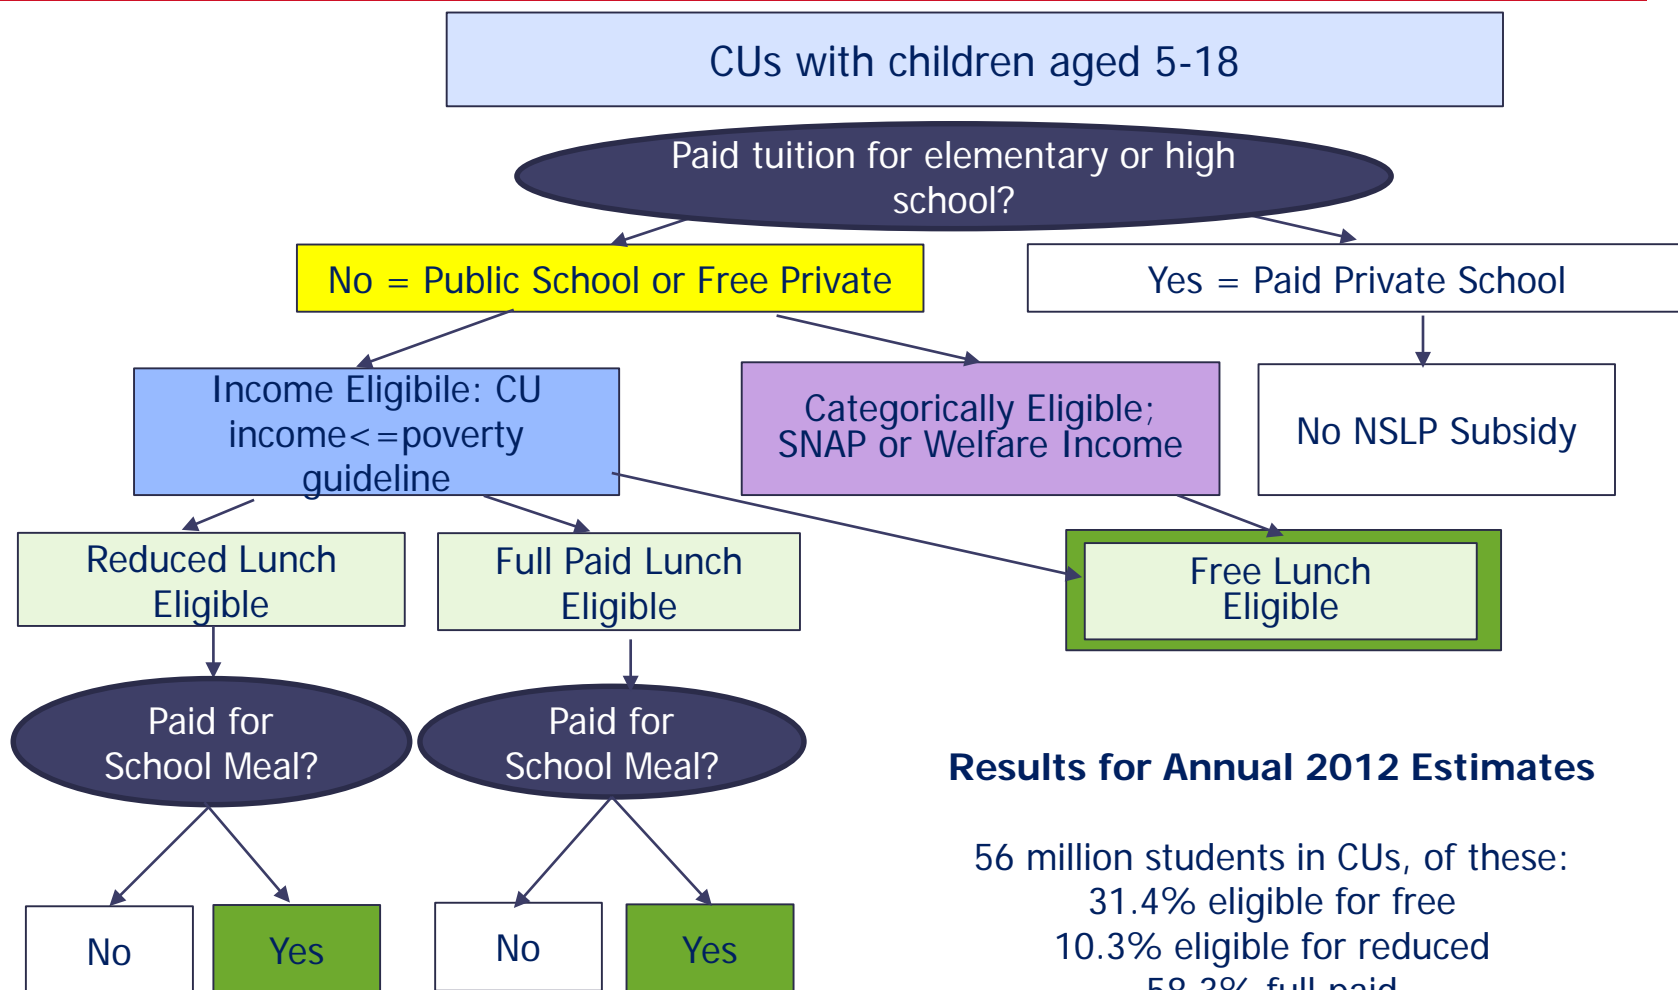 CUs with children aged 5-18
Paid tuition for elementary or high
school?
No = Public School or Free Private
Yes = Paid Private School
Income Eligibile: CU
income<=poverty
guideline
Categorically Eligible;
SNAP or Welfare Income
No NSLP Subsidy
Reduced Lunch
Eligible
Full Paid Lunch
Eligible
Free Lunch
Eligible
Paid for
School Meal?
Paid for
School Meal?
Results for Annual 2012 Estimates
56 million students in CUs, of these:
31.4% eligible for free
10.3% eligible for reduced
58.3% full paid
No
Yes
No
Yes